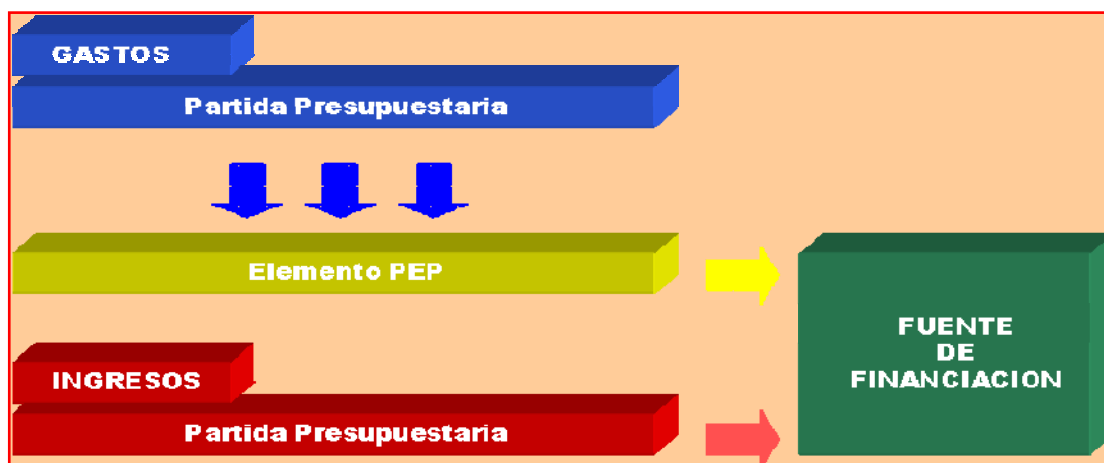 GASTOS
Partida Presupuestaria
Elemento PEP
FUENTE
DE
FINANCIACION
INGRESOS
Partida Presupuestaria